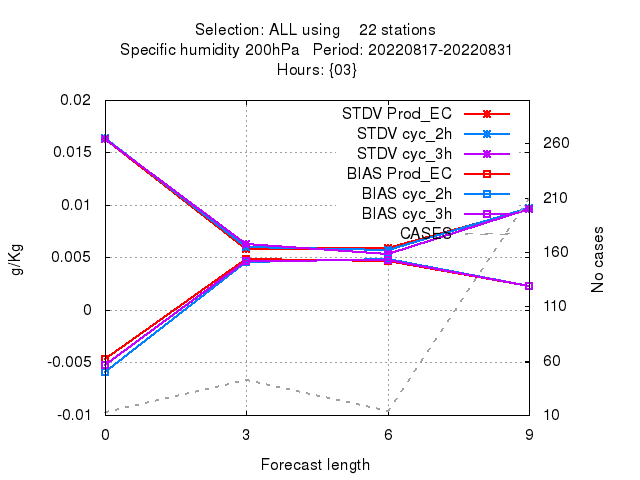 Selection: ALL using 22 stations
Specific humidity 200hPa Period: 20220817-20220831
Hours: {03}
0.02
0.015
0.01
0.005
0
-0.005
-0.01
g/Kg
STDV Prod_EC
STDV cyc_2h
STDV cyc_3h
BIAS Prod_EC
BIAS cyc_2h
BIAS cyc_3h
CASES
260
210
160
110
60
10
No cases
0 3 6 9
Forecast length